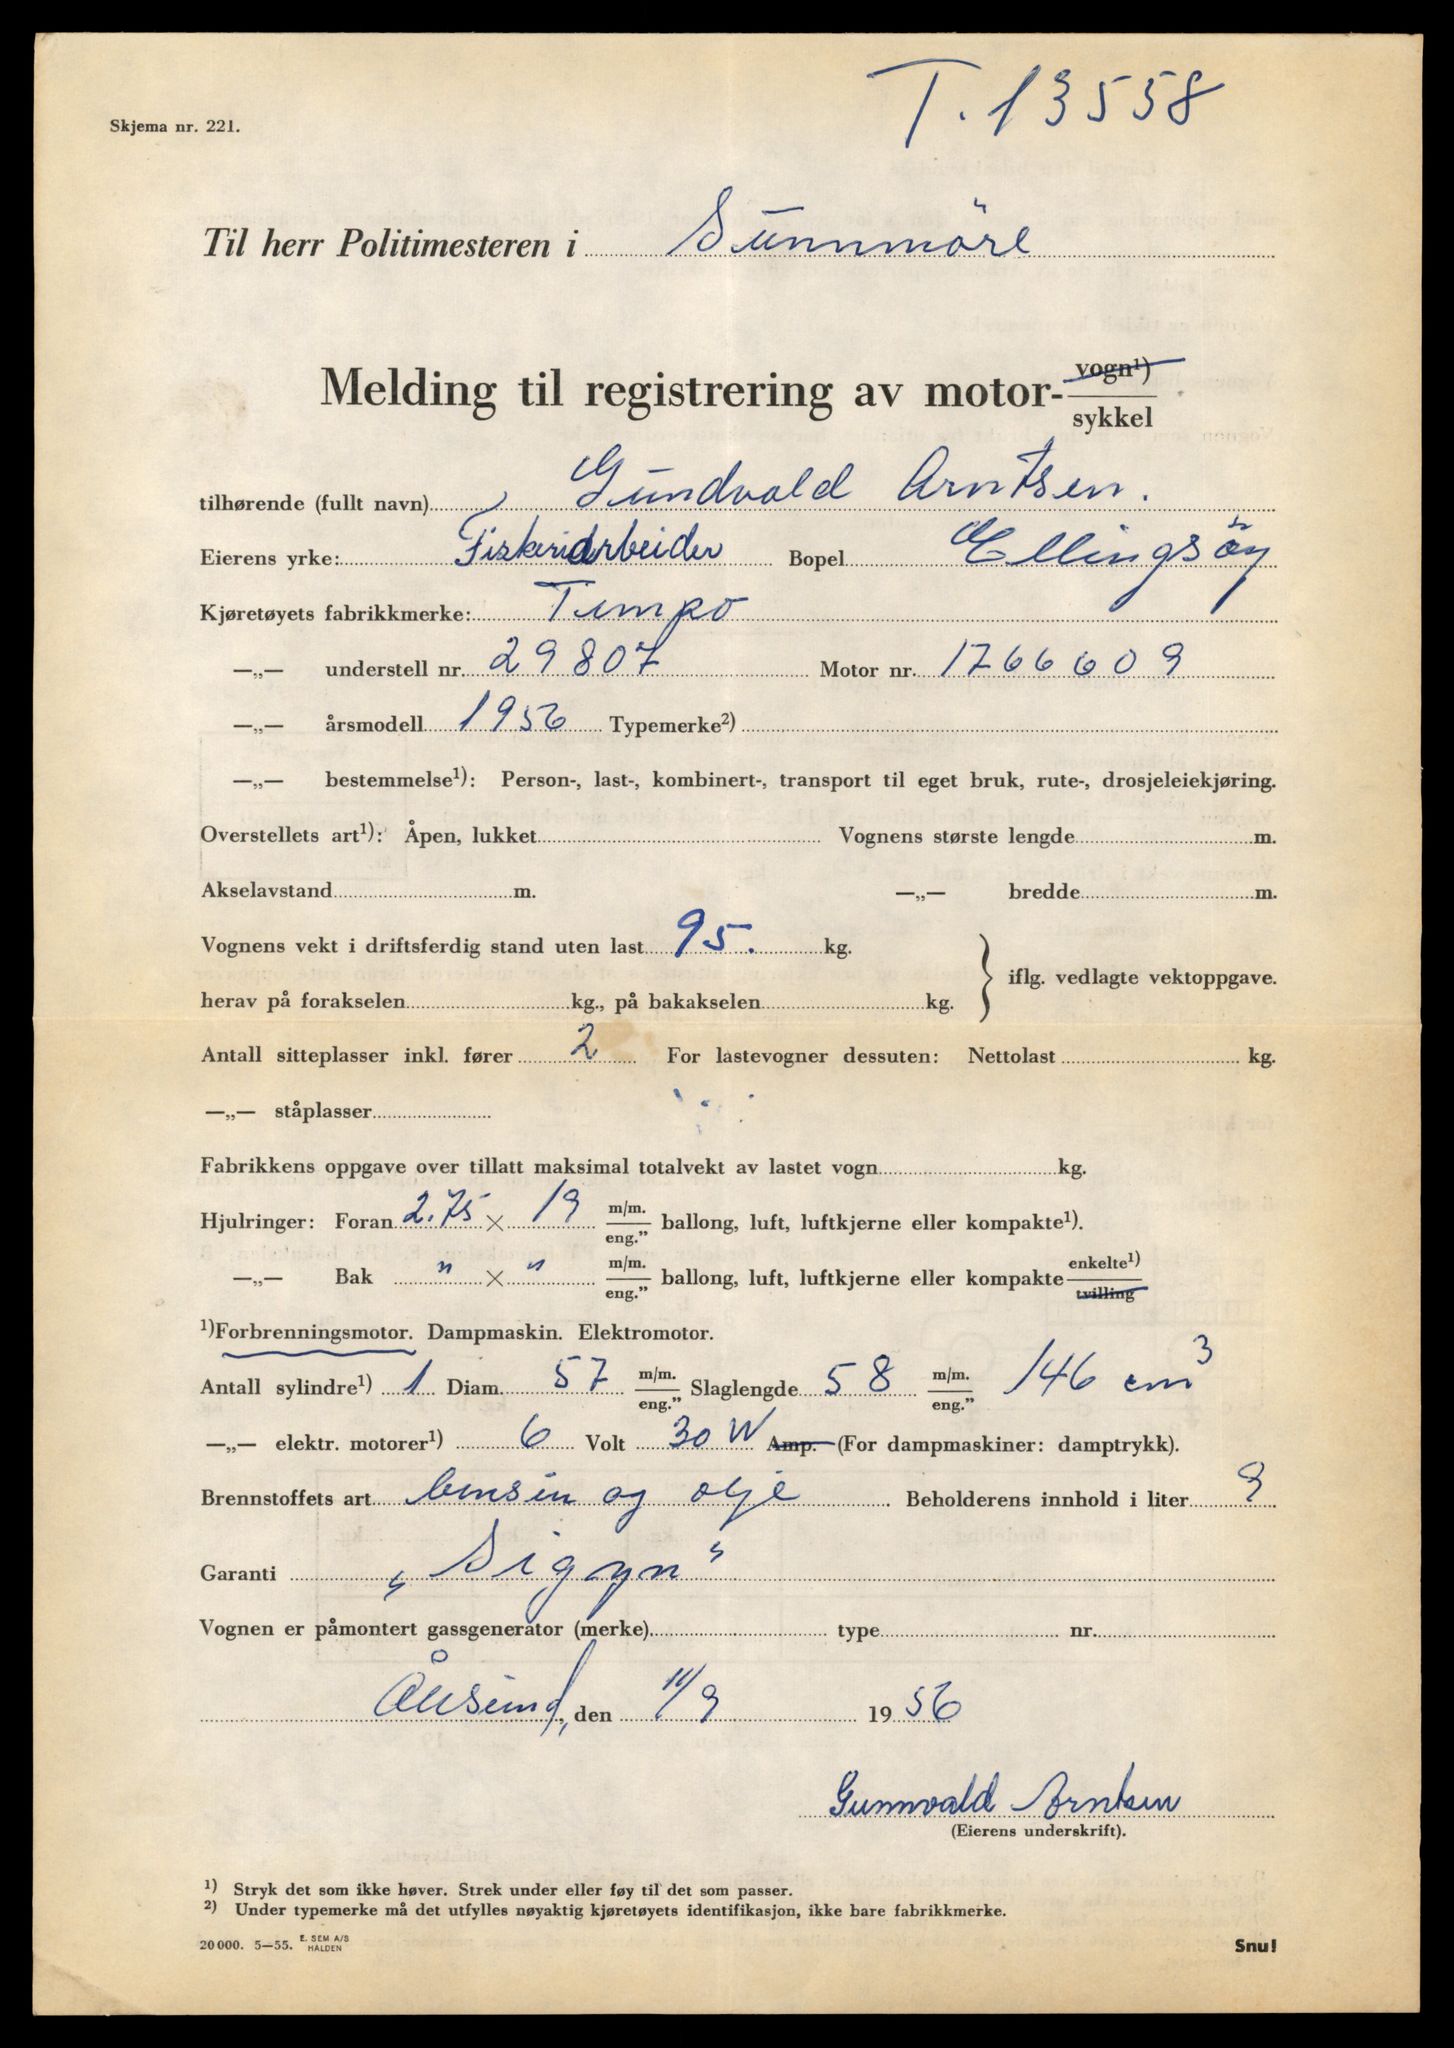 T. 13558
Skjema nr. 221.
Til herr Politimesteren i Sunnmöre
Melding til registrering av motor- vogn¹)
sykkel
tilhørende (fullt navn) Gundvald Arntsen.
Eierens yrke: Fiskeriarbeider Bopel Ellingsöy
Kjøretøyets fabrikkmerke: Tempo
—„— understell nr. 29807 Motor nr. 1766609
—„— årsmodell 1956 Typemerke²)
—„— bestemmelse¹): Person-, last-, kombinert-, transport til eget bruk, rute-, drosjeleiekjøring.
Overstellets art¹): Åpen, lukket Vognens største lengde m.
Akselavstand m. —„— bredde m.
Vognens vekt i driftsferdig stand uten last 95. kg.
iflg. vedlagte vektoppgave.
herav på forakselen kg., på bakakselen kg.
Antall sitteplasser inkl. fører 2 For lastevogner dessuten: Nettolast kg.
—„— ståplasser
Fabrikkens oppgave over tillatt maksimal totalvekt av lastet vogn kg.
Hjulringer: Foran 2.75 × 19 m/m. eng.” ballong, luft, luftkjerne eller kompakte¹).
—„— Bak " × " m/m. eng.” ballong, luft, luftkjerne eller kompakte enkelte¹) tvilling
¹)Forbrenningsmotor. Dampmaskin. Elektromotor.
Antall sylindre¹) 1 Diam. 57 m/m. eng.” Slaglengde 58 m/m. eng.” 146 cm³
—„— elektr. motorer¹) 6 Volt 30 W Amp. (For dampmaskiner: damptrykk).
Brennstoffets art bensin og olje Beholderens innhold i liter 9
Garanti „Sigyn"
Vognen er påmontert gassgenerator (merke) type nr.
Ålesund, den 11/9 1956
Gunnvald Arntsen
(Eierens underskrift).
¹) Stryk det som ikke høver. Strek under eller føy til det som passer.
²) Under typemerke må det utfylles nøyaktig kjøretøyets identifikasjon, ikke bare fabrikkmerke.
20 000. 5—55. E. SEM A/S HALDEN
Snu!